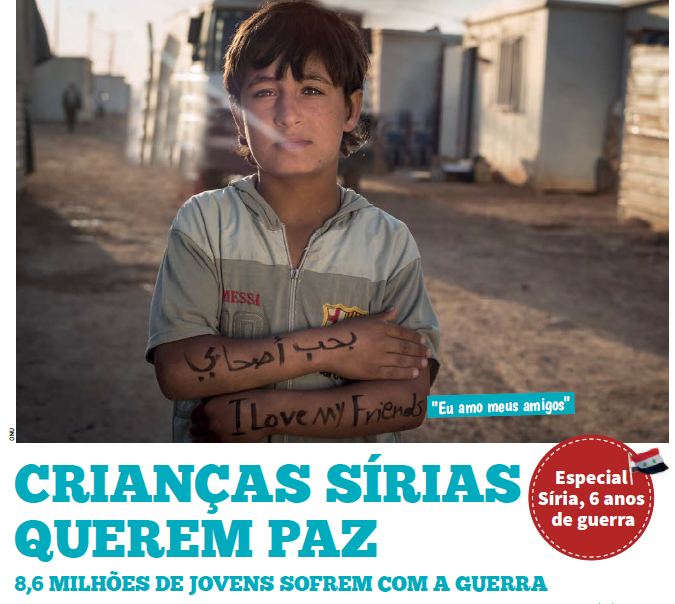 MESSI
10
بحب أصحابي
I Love My Friends
"Eu amo meus amigos"
ONU
CRIANÇAS SÍRIAS
QUEREM PAZ
Especial
Síria, 6 anos
de guerra
8,6 MILHÕES DE JOVENS SOFREM COM A GUERRA